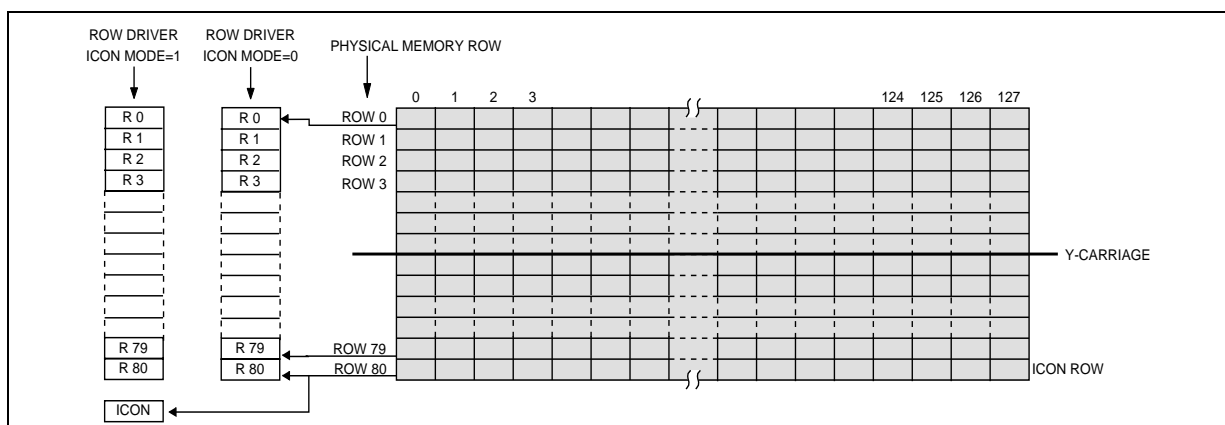 ROW DRIVER
ICON MODE=1
ROW DRIVER
ICON MODE=0
PHYSICAL MEMORY ROW
0 1 2 3 124 125 126 127
R 0 R 0 ROW 0
R 1 R 1 ROW 1
R 2 R 2 ROW 2
R 3 R 3 ROW 3
Y-CARRIAGE
R 79 R 79 ROW 79
R 80 R 80 ROW 80 ICON ROW
ICON